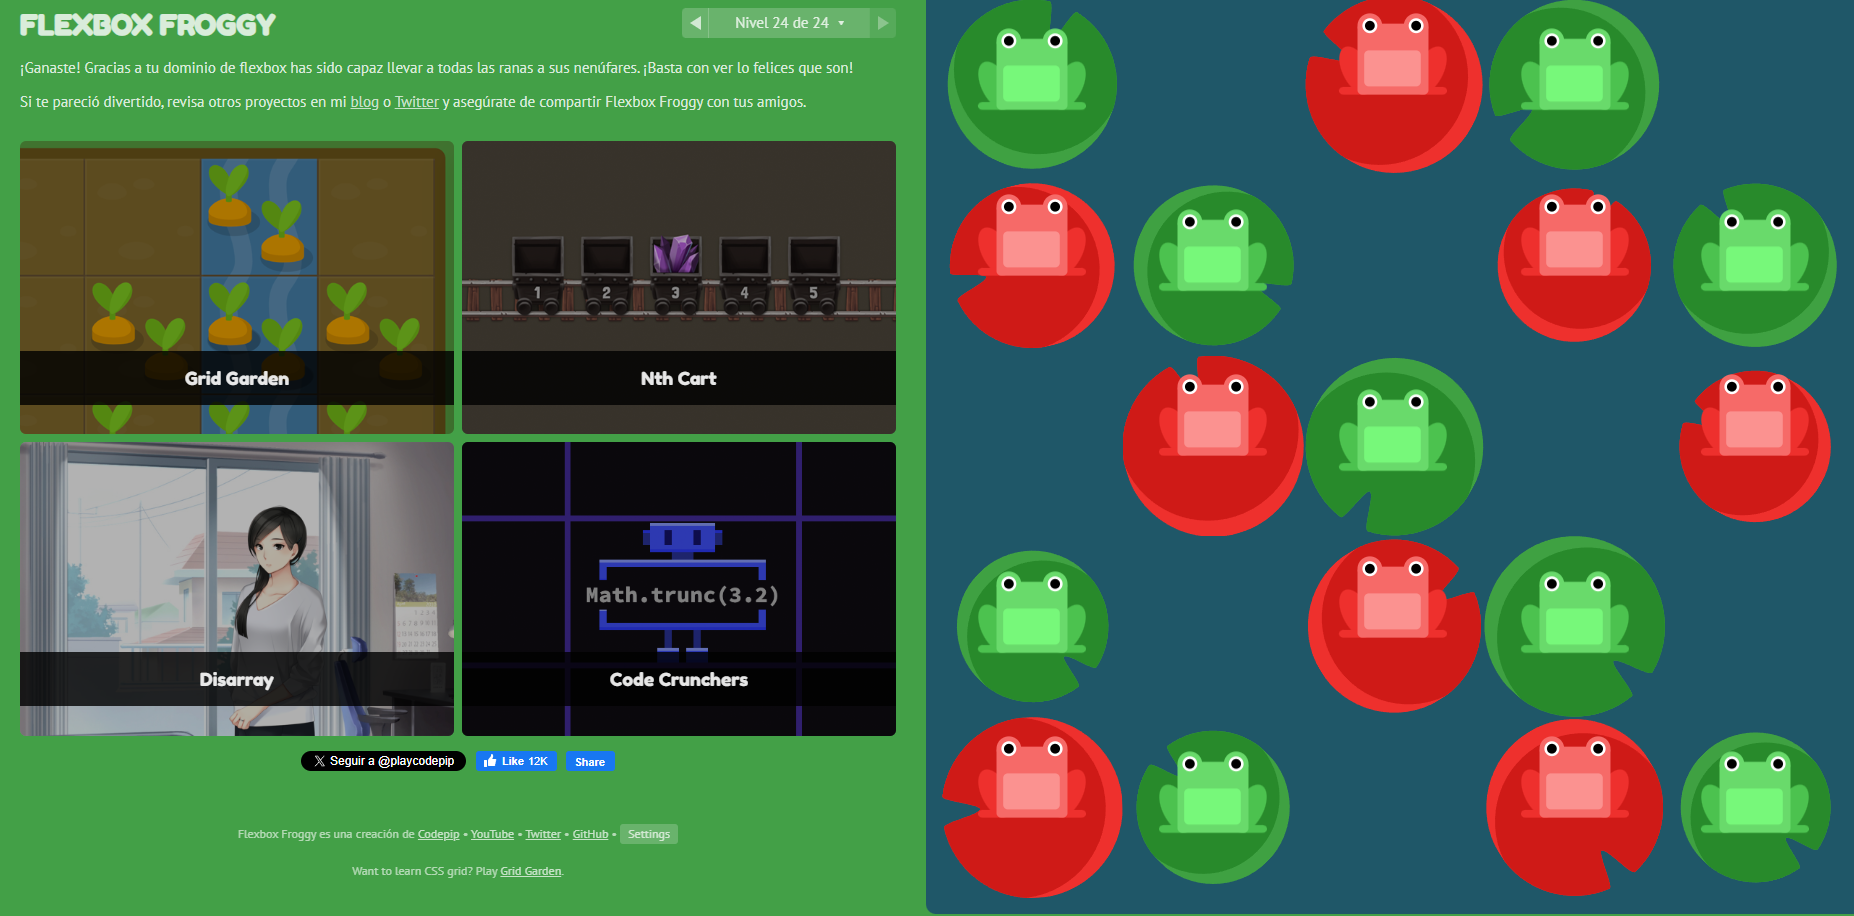 FLEXBOX FROGGY
Nivel 24 de 24
¡Ganaste! Gracias a tu dominio de flexbox has sido capaz llevar a todas las ranas a sus nenúfares. ¡Basta con ver lo felices que son!
Si te pareció divertido, revisa otros proyectos en mi blog o Twitter y asegúrate de compartir Flexbox Froggy con tus amigos.
1 2 3 4 5
Grid Garden
Nth Cart
Math.trunc(3.2)
Disarray
Code Crunchers
Seguir a @playcodepip
Like 12K
Share
Flexbox Froggy es una creación de Codepip • YouTube • Twitter • GitHub • Settings
Want to learn CSS grid? Play Grid Garden.